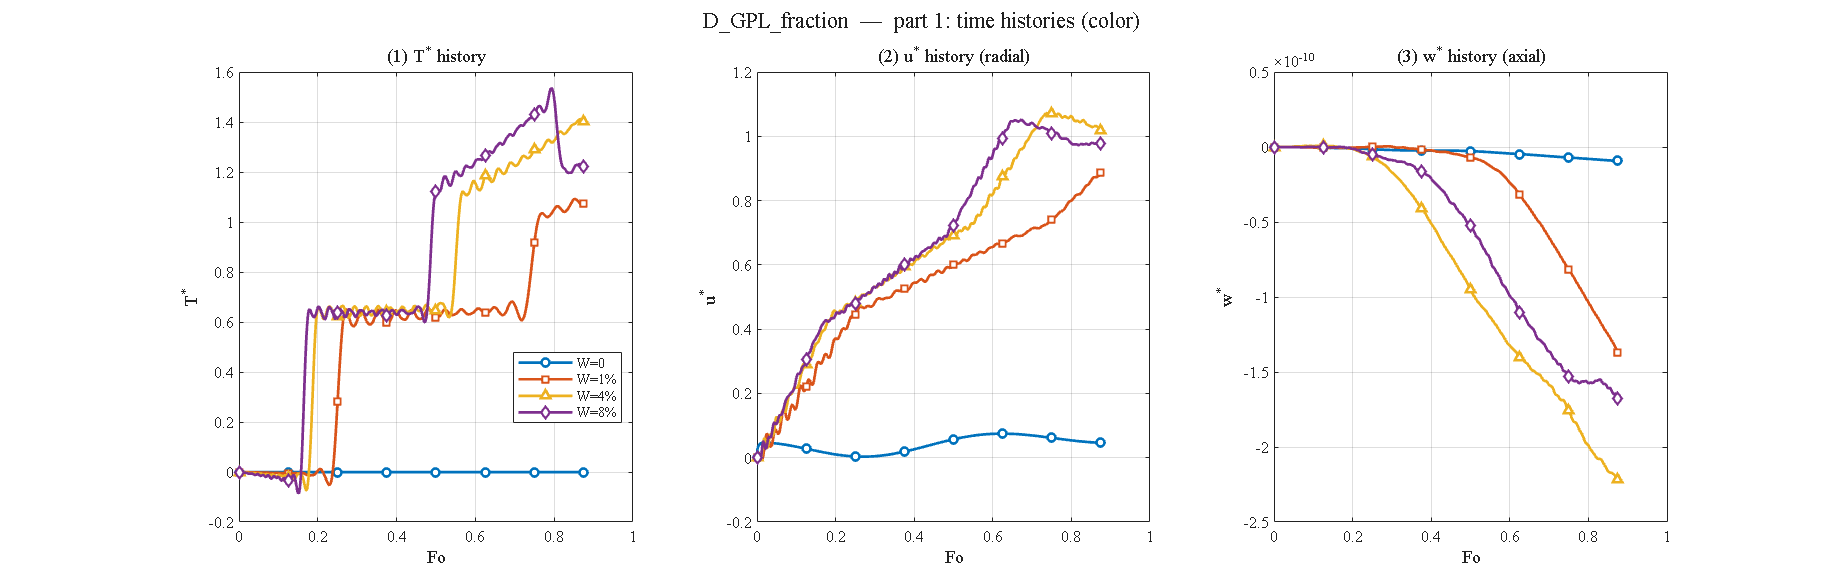 D_GPL_fraction — part 1: time histories (color)
(1) T* history
1.6
1.4
1.2
1
0.8
0.6
0.4
0.2
0
-0.2
T*
0 0.2 0.4 0.6 0.8 1
Fo
W=0
W=1%
W=4%
W=8%
(2) u* history (radial)
1.2
1
0.8
0.6
0.4
0.2
0
-0.2
u*
0 0.2 0.4 0.6 0.8 1
Fo
(3) w* history (axial)
×10-10
0.5
0
-0.5
-1
-1.5
-2
-2.5
w*
0 0.2 0.4 0.6 0.8 1
Fo